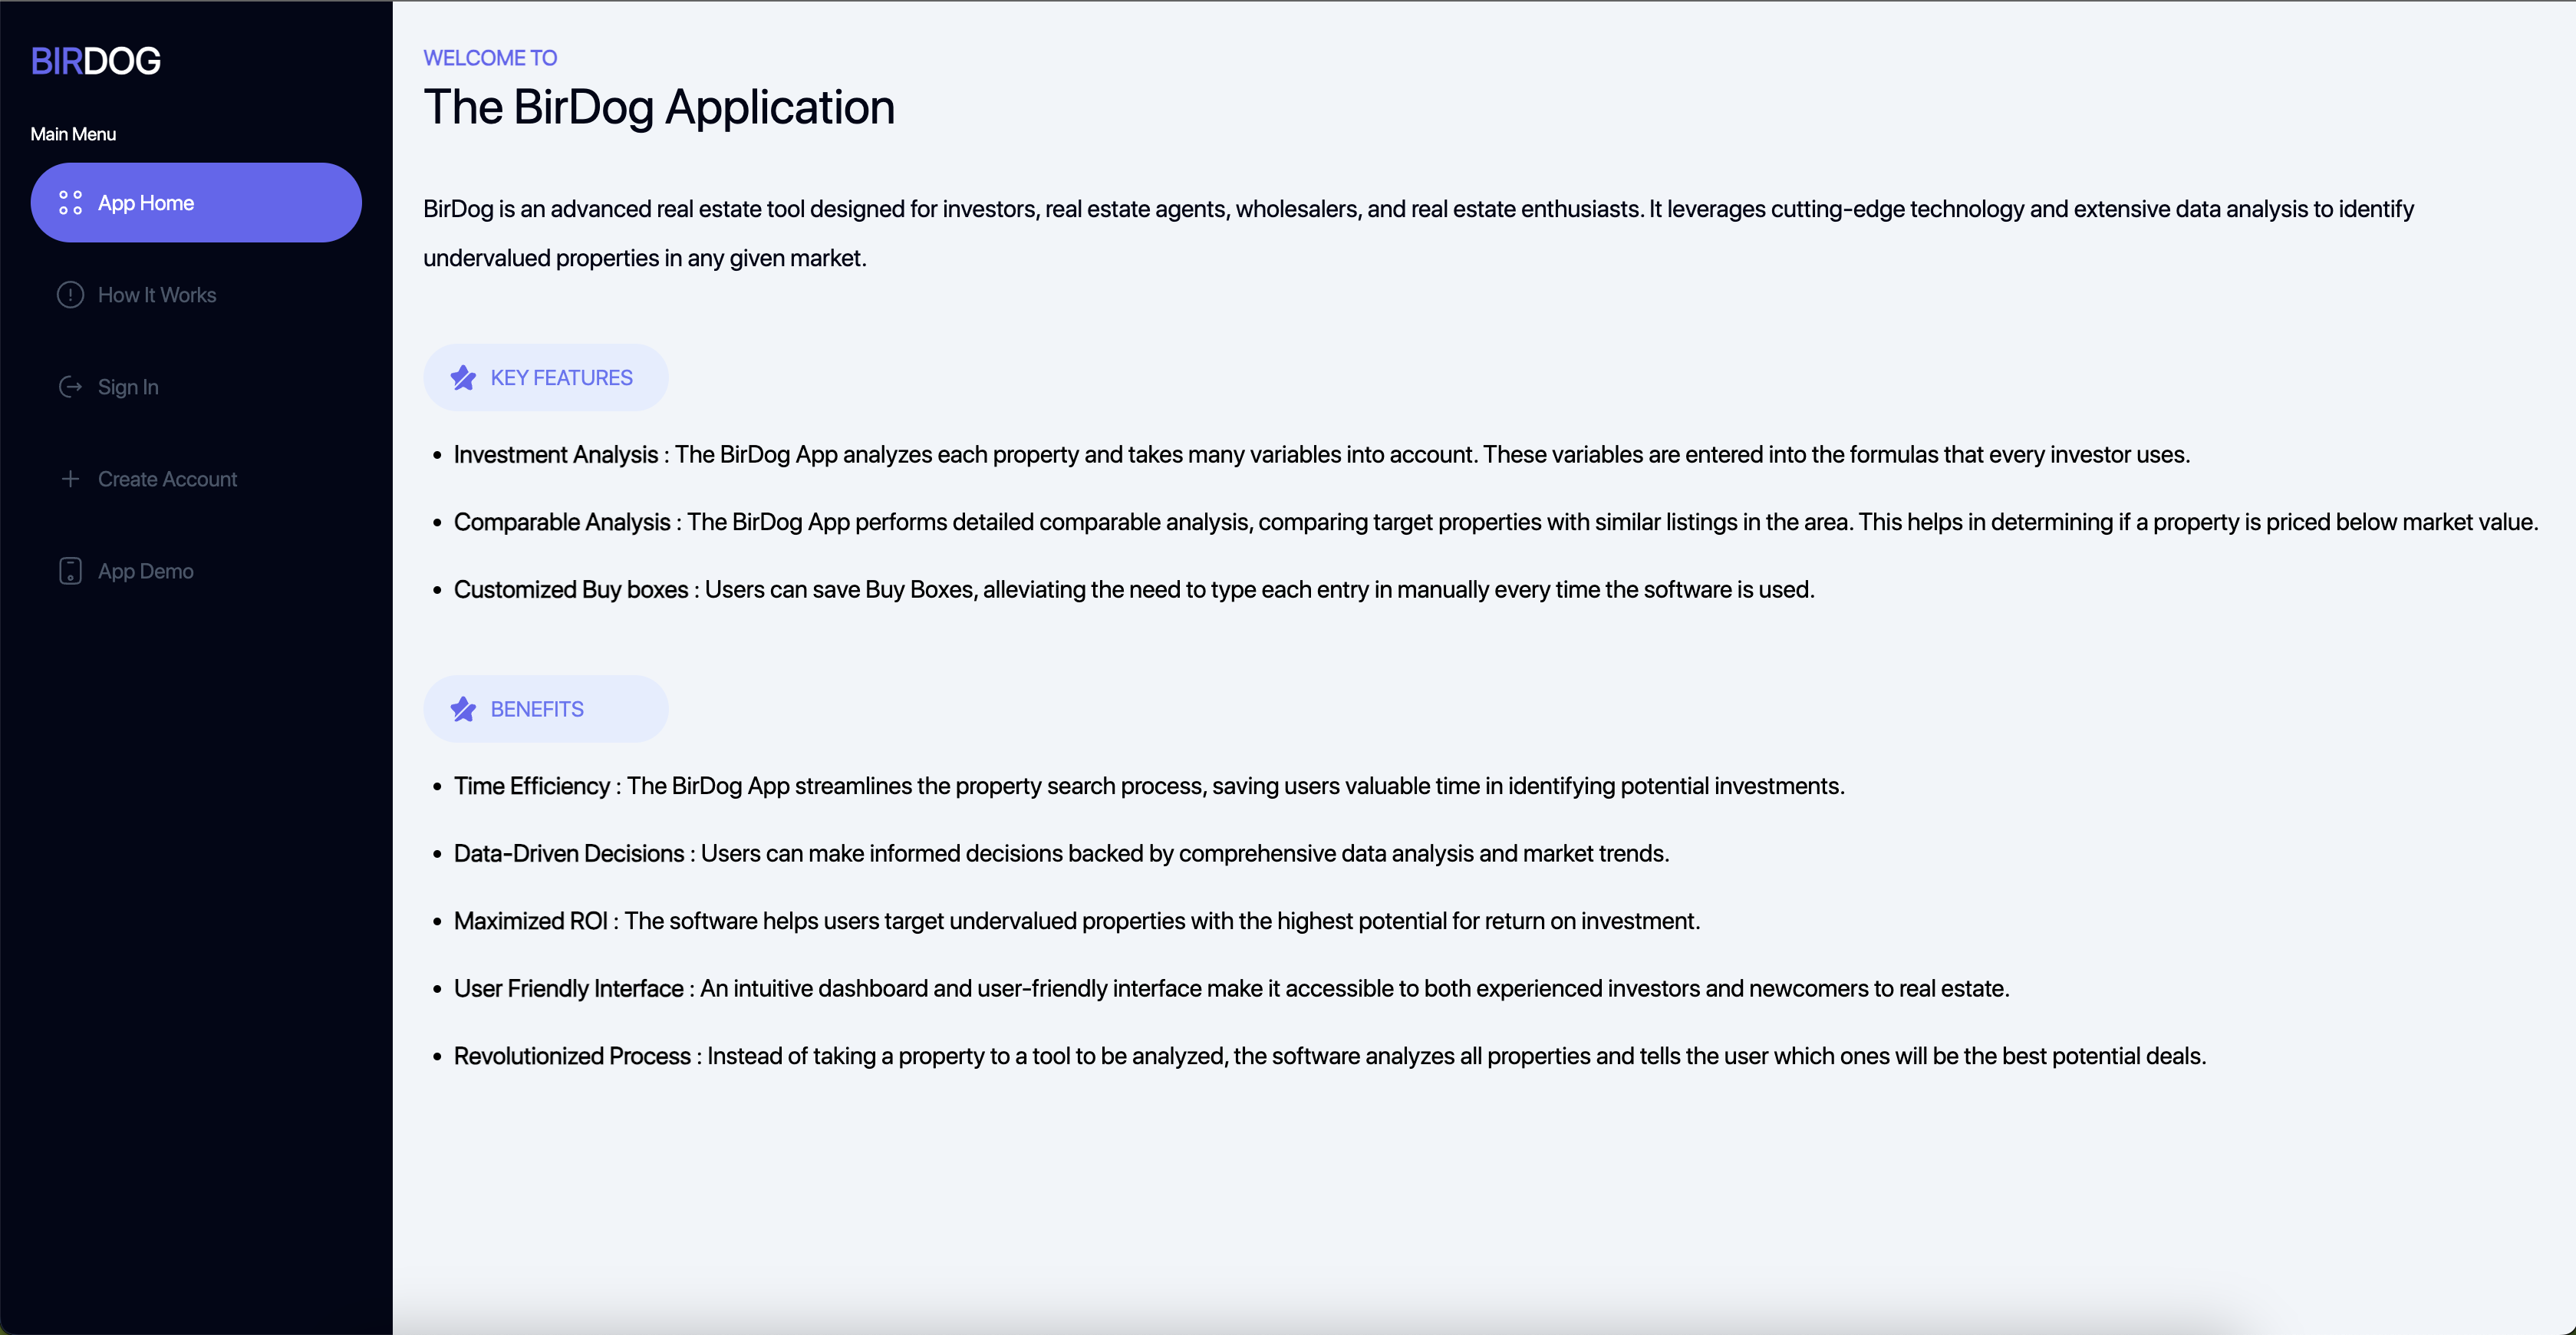 BIRDOG
Main Menu
App Home
How It Works
Sign In
Create Account
App Demo
WELCOME TO
The BirDog Application
BirDog is an advanced real estate tool designed for investors, real estate agents, wholesalers, and real estate enthusiasts. It leverages cutting-edge technology and extensive data analysis to identify
undervalued properties in any given market.
KEY FEATURES
• Investment Analysis : The BirDog App analyzes each property and takes many variables into account. These variables are entered into the formulas that every investor uses.
• Comparable Analysis : The BirDog App performs detailed comparable analysis, comparing target properties with similar listings in the area. This helps in determining if a property is priced below market value.
• Customized Buy boxes : Users can save Buy Boxes, alleviating the need to type each entry in manually every time the software is used.
BENEFITS
• Time Efficiency : The BirDog App streamlines the property search process, saving users valuable time in identifying potential investments.
• Data-Driven Decisions : Users can make informed decisions backed by comprehensive data analysis and market trends.
• Maximized ROI : The software helps users target undervalued properties with the highest potential for return on investment.
• User Friendly Interface : An intuitive dashboard and user-friendly interface make it accessible to both experienced investors and newcomers to real estate.
• Revolutionized Process : Instead of taking a property to a tool to be analyzed, the software analyzes all properties and tells the user which ones will be the best potential deals.